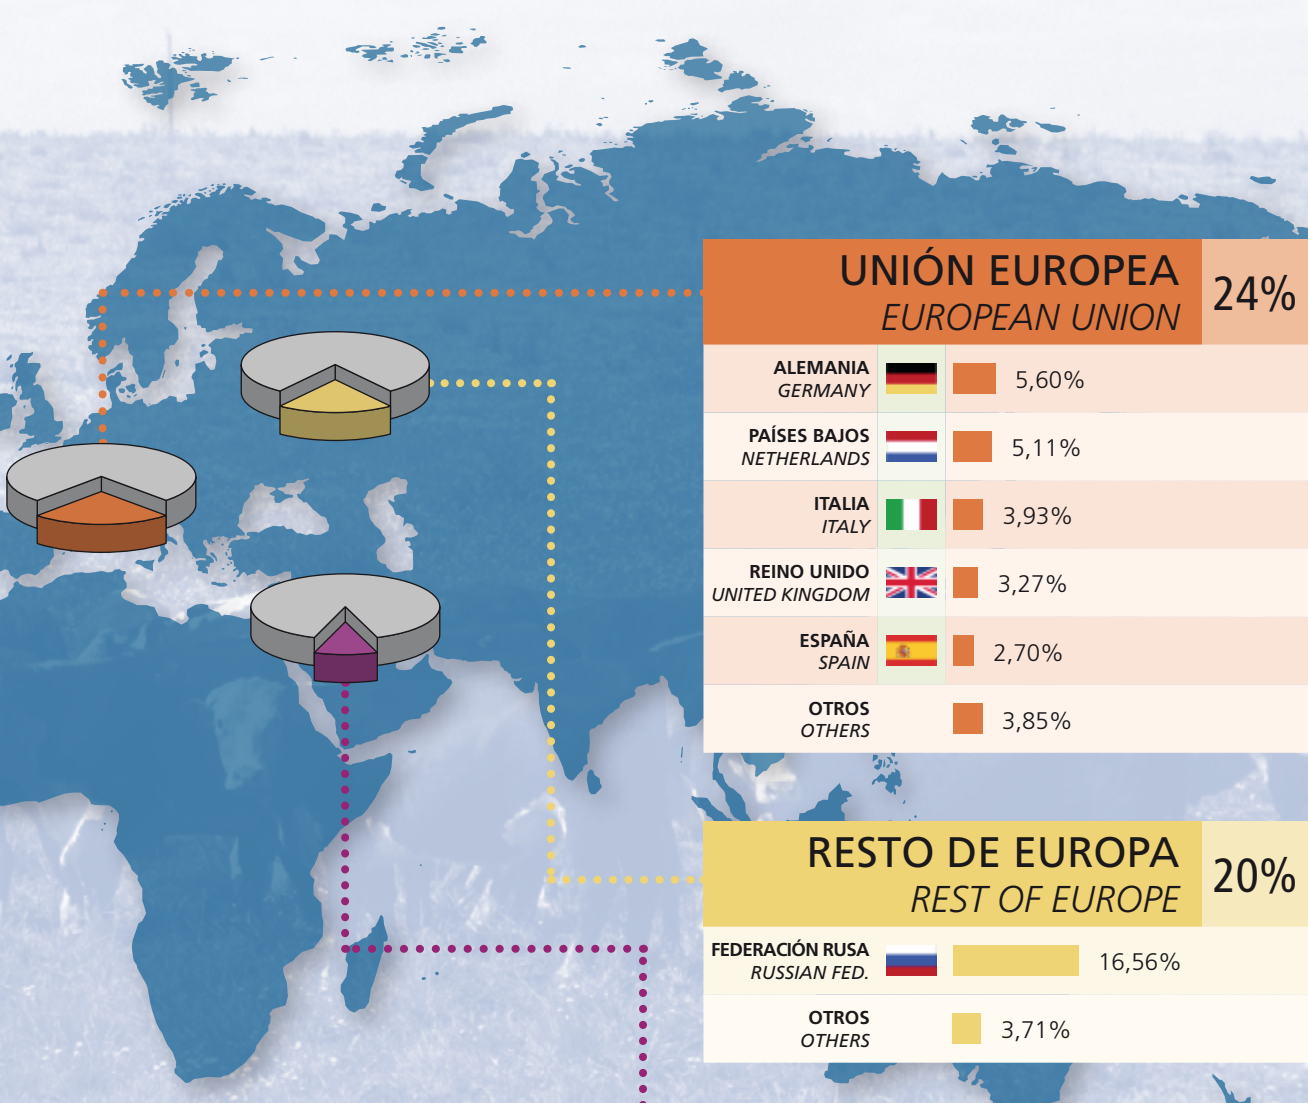 UNIÓN EUROPEA
EUROPEAN UNION
24%
ALEMANIA
GERMANY
5,60%
PAÍSES BAJOS
NETHERLANDS
5,11%
ITALIA
ITALY
3,93%
REINO UNIDO
UNITED KINGDOM
3,27%
ESPAÑA
SPAIN
2,70%
OTROS
OTHERS
3,85%
RESTO DE EUROPA
REST OF EUROPE
20%
FEDERACIÓN RUSA
RUSSIAN FED.
16,56%
OTROS
OTHERS
3,71%